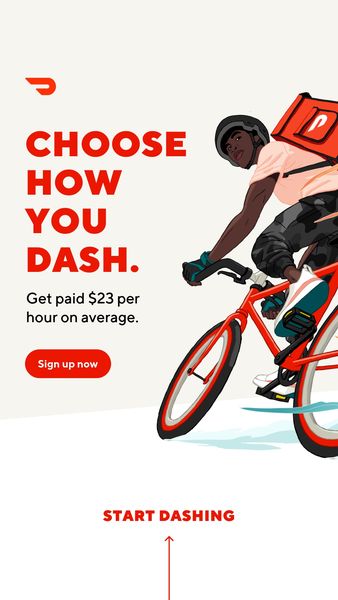 CHOOSE
HOW
YOU
DASH.
Get paid $23 per
hour on average.
Sign up now
START DASHING